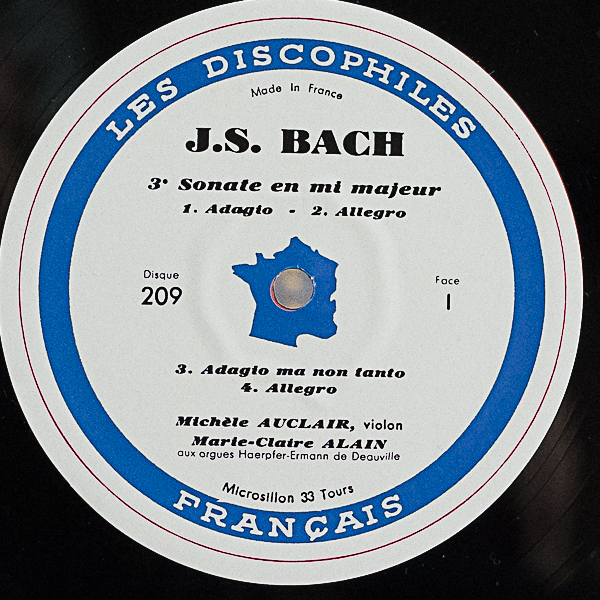 LES DISCOPHILES
Made In France
J.S. BACH
3e Sonate en mi majeur
1. Adagio - 2. Allegro
Disque
209
Face
I
3. Adagio ma non tanto
4. Allegro
Michèle AUCLAIR, violon
Marie-Claire ALAIN
aux orgues Haerpfer-Ermann de Deauville
Microsillon 33 Tours
FRANÇAIS